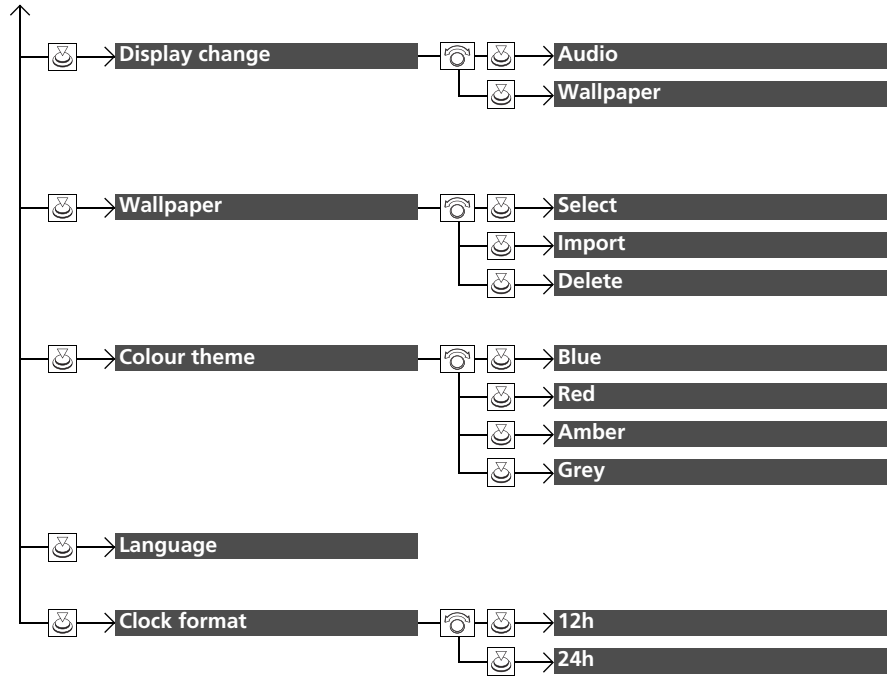 Display change
Audio
Wallpaper
Wallpaper
Select
Import
Delete
Colour theme
Blue
Red
Amber
Grey
Language
Clock format
12h
24h